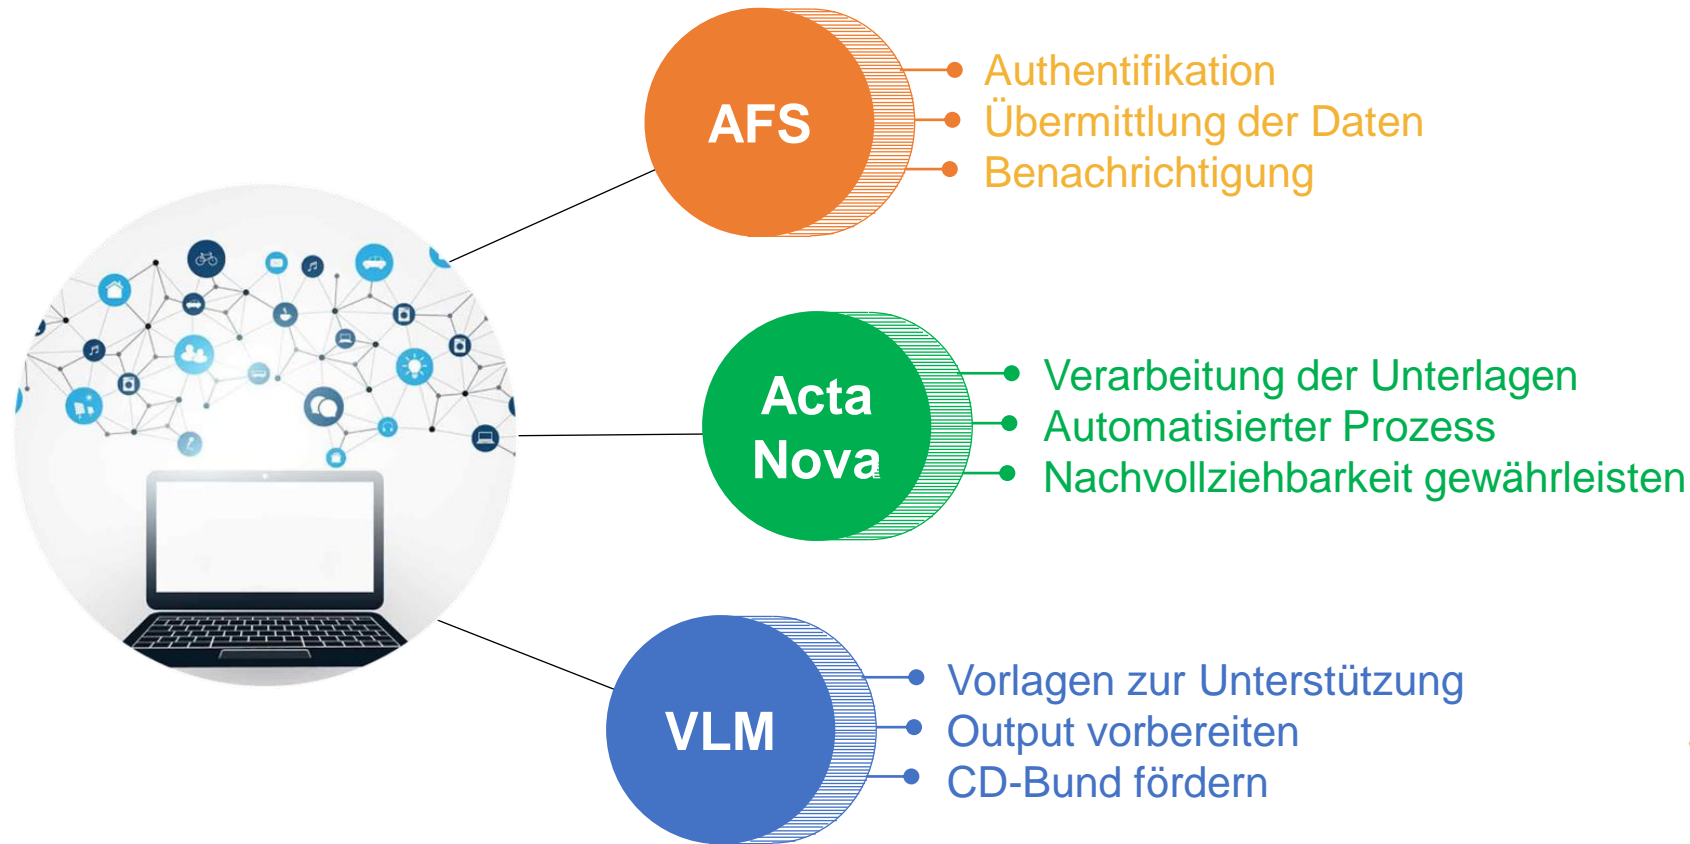 AFS
Authentifikation
Übermittlung der Daten
Benachrichtigung
Acta
Nova
Verarbeitung der Unterlagen
Automatisierter Prozess
Nachvollziehbarkeit gewährleisten
VLM
Vorlagen zur Unterstützung
Output vorbereiten
CD-Bund fördern